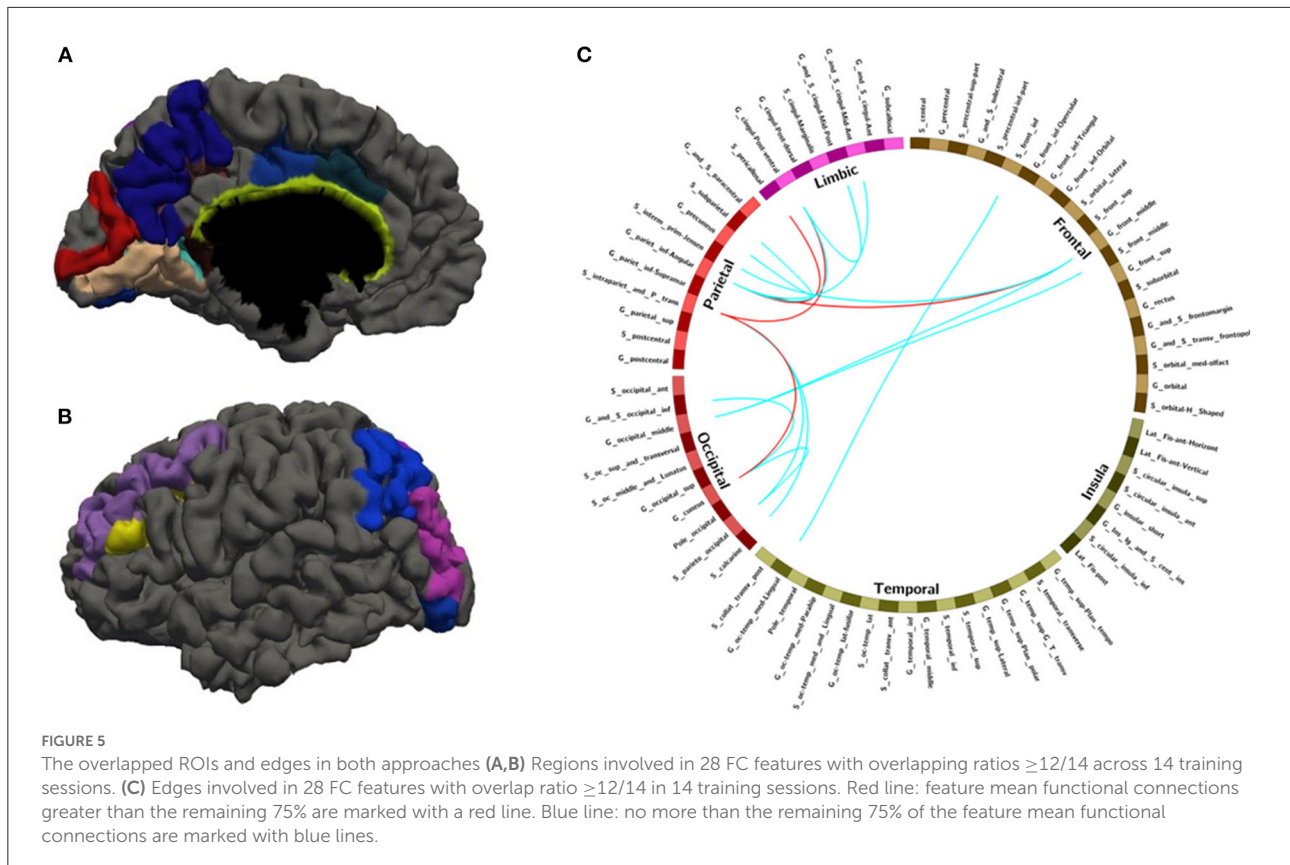 A
B
C
G_subcallosal
G_and_S_cingul-Ant
G_and_S_cingul-Mid-Ant
G_and_S_cingul-Mid-Post
S_cingul-Marginalis
G_cingul-Post-dorsal
G_cingul-Post-ventral
S_pericallosal
Limbic
S_central
G_precentral
S_precentral-sup-part
G_and_S_subcentral
S_precentral-inf-part
S_front_inf
G_front_inf-Opercular
G_front_inf-Triangul
G_front_inf-Orbital
S_orbital_lateral
S_front_sup
G_front_middle
S_front_middle
G_front_sup
S_suborbital
G_rectus
G_and_S_frontomargin
G_and_S_transv_frontopol
S_orbital_med-olfact
G_orbital
S_orbital-H_Shaped
Frontal
Lat_Fis-ant-Horizont
Lat_Fis-ant-Vertical
S_circular_insula_sup
S_circular_insula_ant
G_insular_short
G_Ins_lg_and_S_cent_ins
S_circular_insula_inf
Lat_Fis-post
Insula
G_temp_sup-Plan_tempo
S_temporal_transverse
G_temp_sup-G_T_transv
G_temp_sup-Plan_polar
G_temp_sup-Lateral
S_temporal_sup
S_temporal_inf
G_temporal_middle
G_temporal_inf
S_collat_transv_ant
S_oc-temp_lat
G_oc-temp_lat-fusifor
S_oc-temp_med_and_Lingual
G_oc-temp_med-Parahip
Pole_temporal
G_oc-temp_med-Lingual
S_collat_transv_post
Temporal
S_calcarine
S_parieto_occipital
Pole_occipital
G_cuneus
G_occipital_sup
S_oc_middle_and_Lunatus
S_oc_sup_and_transversal
G_occipital_middle
G_and_S_occipital_inf
S_occipital_ant
Occipital
G_postcentral
S_postcentral
G_parietal_sup
S_intrapariet_and_P_trans
G_pariet_inf-Supramar
G_pariet_inf-Angular
S_interm_prim-Jensen
G_precuneus
S_subparietal
G_and_S_paracentral
Parietal
FIGURE 5
The overlapped ROIs and edges in both approaches (A,B) Regions involved in 28 FC features with overlapping ratios ≥12/14 across 14 training
sessions. (C) Edges involved in 28 FC features with overlap ratio ≥12/14 in 14 training sessions. Red line: feature mean functional connections
greater than the remaining 75% are marked with a red line. Blue line: no more than the remaining 75% of the feature mean functional
connections are marked with blue lines.